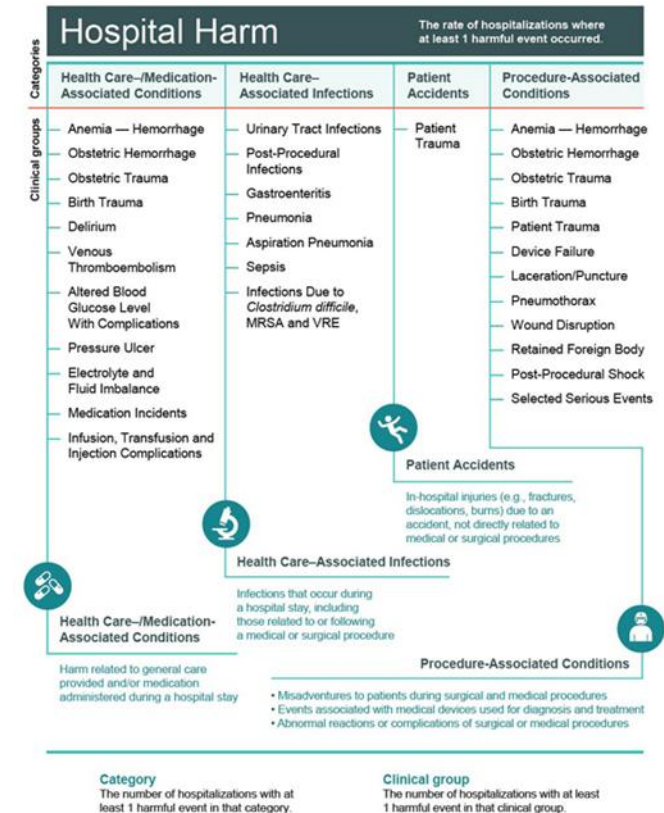 Hospital Harm
The rate of hospitalizations where
at least 1 harmful event occurred.
Categories
Health Care–/Medication-
Associated Conditions
Health Care–
Associated Infections
Patient
Accidents
Procedure-Associated
Conditions
Clinical groups
Anemia — Hemorrhage
Obstetric Hemorrhage
Obstetric Trauma
Birth Trauma
Delirium
Venous
Thromboembolism
Altered Blood
Glucose Level
With Complications
Pressure Ulcer
Electrolyte and
Fluid Imbalance
Medication Incidents
Infusion, Transfusion and
Injection Complications
Urinary Tract Infections
Post-Procedural
Infections
Gastroenteritis
Pneumonia
Aspiration Pneumonia
Sepsis
Infections Due to
Clostridium difficile,
MRSA and VRE
Patient
Trauma
Anemia — Hemorrhage
Obstetric Hemorrhage
Obstetric Trauma
Birth Trauma
Patient Trauma
Device Failure
Laceration/Puncture
Pneumothorax
Wound Disruption
Retained Foreign Body
Post-Procedural Shock
Selected Serious Events
Patient Accidents
In-hospital injuries (e.g., fractures,
dislocations, burns) due to an
accident, not directly related to
medical or surgical procedures
Health Care–Associated Infections
Infections that occur during
a hospital stay, including
those related to or following
a medical or surgical procedure
Health Care–/Medication-
Associated Conditions
Harm related to general care
provided and/or medication
administered during a hospital stay
Procedure-Associated Conditions
• Misadventures to patients during surgical and medical procedures
• Events associated with medical devices used for diagnosis and treatment
• Abnormal reactions or complications of surgical or medical procedures
Category
The number of hospitalizations with at
least 1 harmful event in that category.
Clinical group
The number of hospitalizations with at least
1 harmful event in that clinical group.